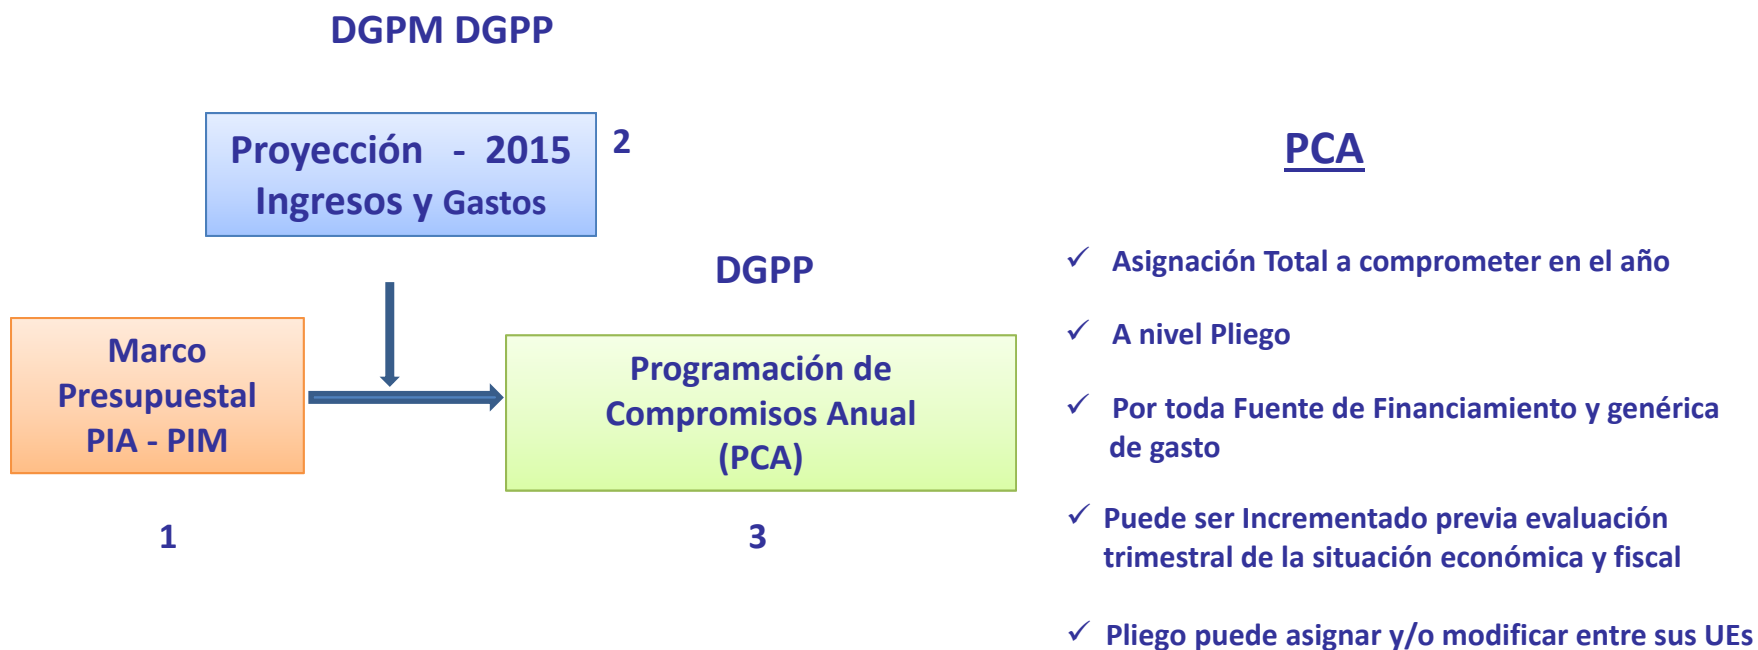 DGPM DGPP
Proyección - 2015
Ingresos y Gastos
2
DGPP
Marco
Presupuestal
PIA - PIM
1
Programación de
Compromisos Anual
(PCA)
3
PCA
✓ Asignación Total a comprometer en el año
✓ A nivel Pliego
✓ Por toda Fuente de Financiamiento y genérica
de gasto
✓ Puede ser Incrementado previa evaluación
trimestral de la situación económica y fiscal
✓ Pliego puede asignar y/o modificar entre sus UEs